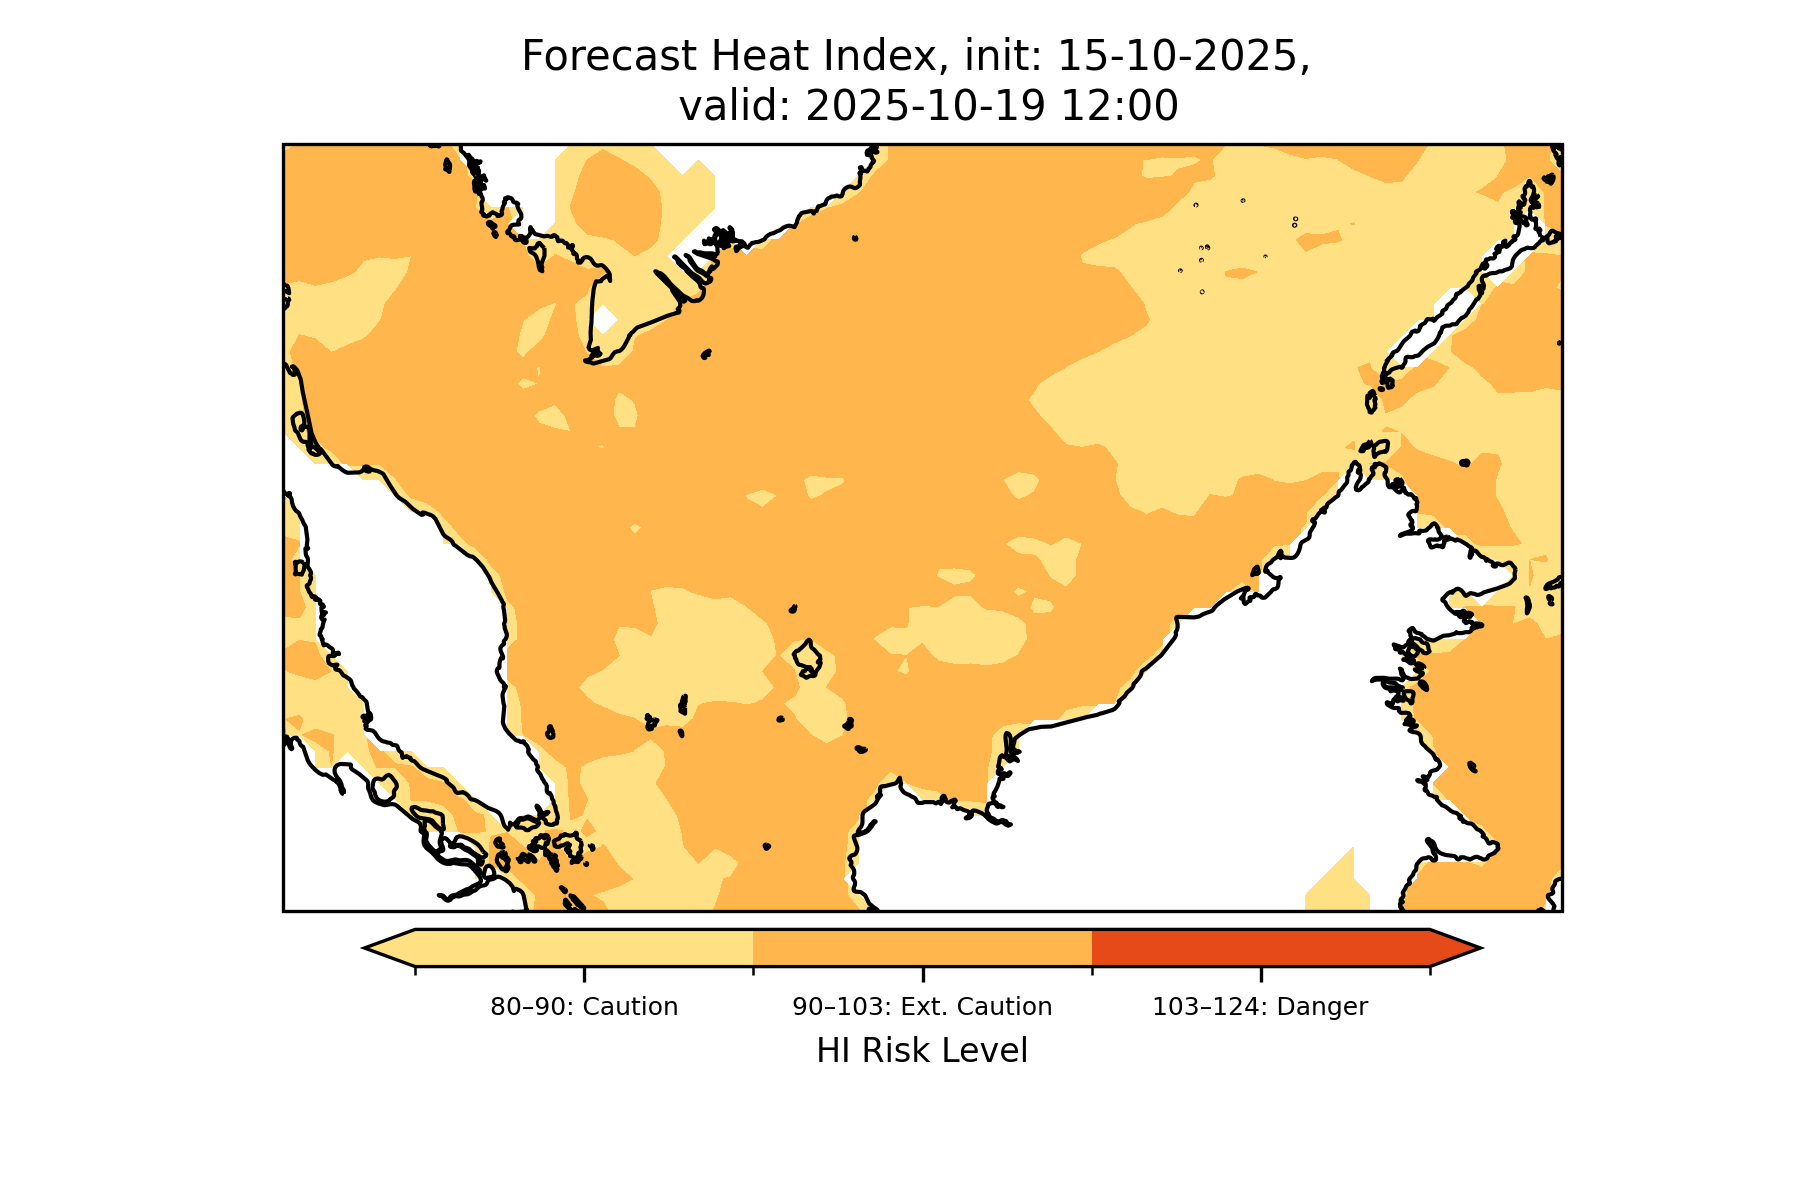 Forecast Heat Index, init: 15-10-2025,
valid: 2025-10-19 12:00
80–90: Caution
90–103: Ext. Caution
103–124: Danger
HI Risk Level